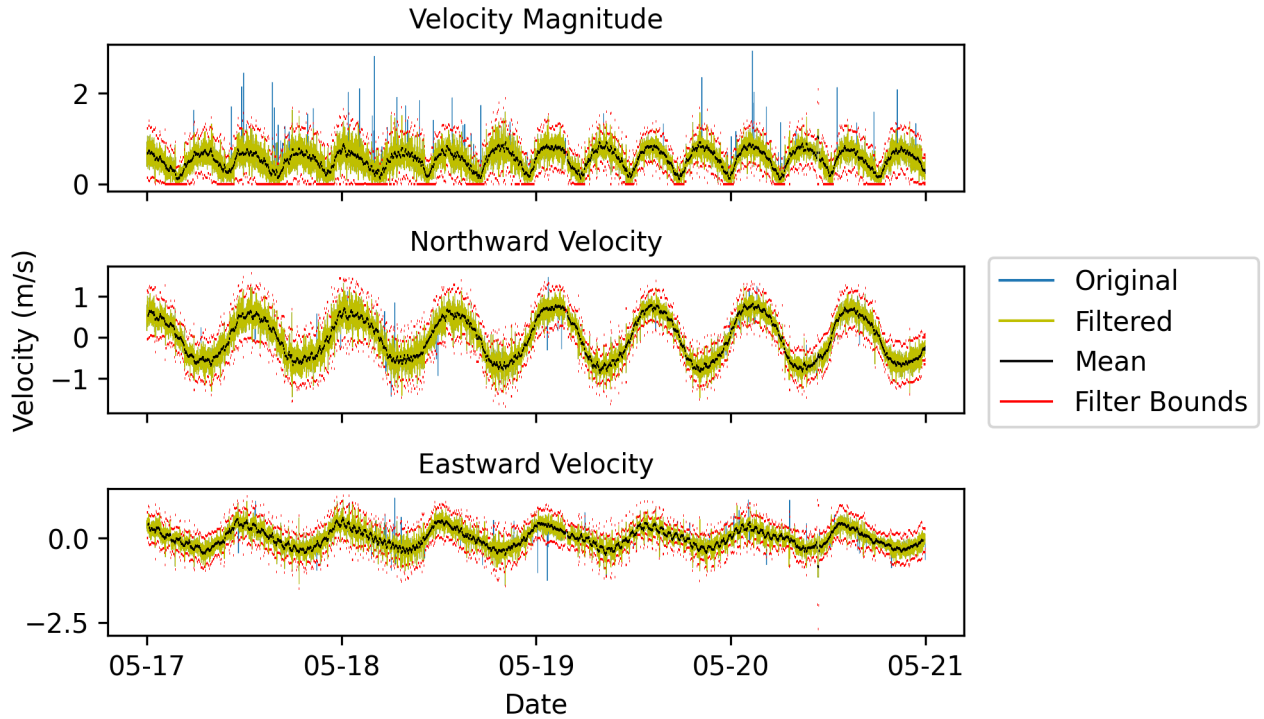 Velocity Magnitude
2
0
Northward Velocity
1
0
−1
Eastward Velocity
0.0
−2.5
05-17 05-18 05-19 05-20 05-21
Date
Velocity (m/s)
Original
Filtered
Mean
Filter Bounds